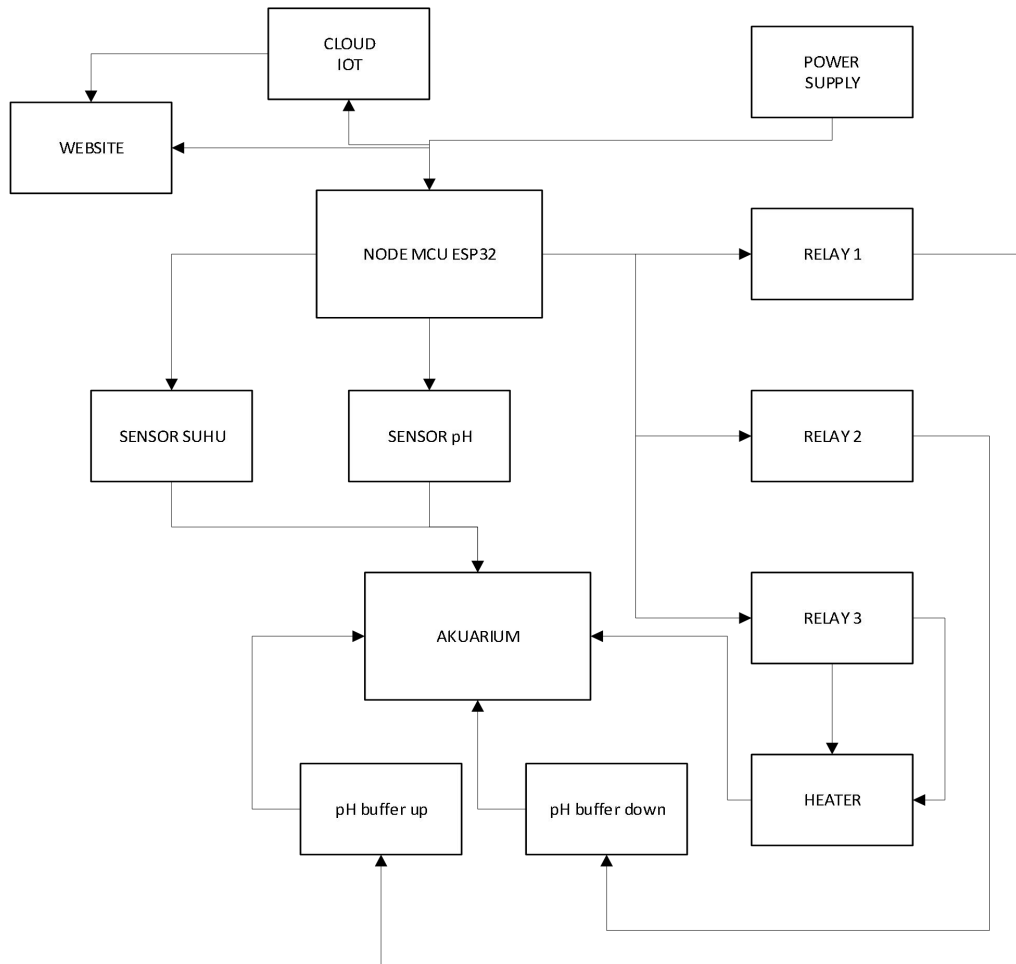 CLOUD
IOT
POWER
SUPPLY
WEBSITE
NODE MCU ESP32
RELAY 1
SENSOR SUHU
SENSOR pH
RELAY 2
AKUARIUM
RELAY 3
pH buffer up
pH buffer down
HEATER